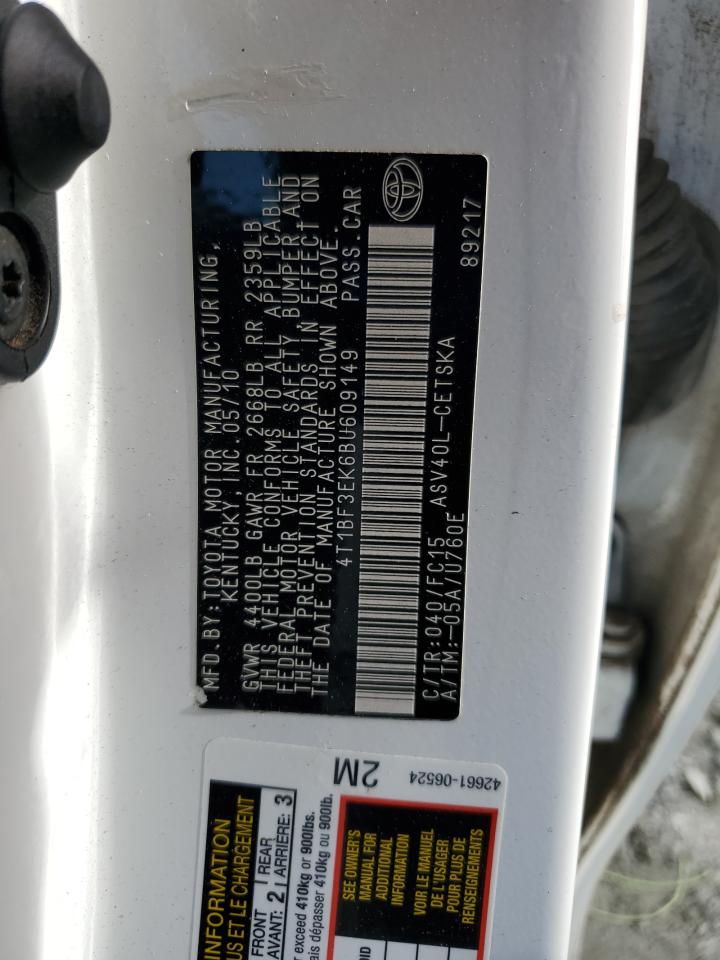 MFD.BY:TOYOTA MOTOR MANUFACTURING,
KENTUCKY, INC. 05/10
GVWR 4400LB GAWR FR 2668LB RR 2359LB
THIS VEHICLE CONFORMS TO ALL APPLICABLE
FEDERAL MOTOR VEHICLE SAFETY, BUMPER,AND
THEFT PREVENTION STANDARDS IN EFFECT ON
THE DATE OF MANUFACTURE SHOWN ABOVE.
4T1BF3EK6BU609149 PASS.CAR
C/TR:040/FC15 ASV40L-CETSKA
A/TM:-05A/U760E 89217
2M
42661-06524
INFORMATION
US ET LE CHARGEMENT
FRONT
AVANT: 2
REAR
ARRIÈRE: 3
exceed 410kg or 900lbs.
dépasser 410kg ou 900lb.
SEE OWNER'S
MANUAL FOR
ADDITIONAL
INFORMATION
VOIR LE MANUEL
DE L'USAGER
POUR PLUS DE
RENSEIGNEMENTS